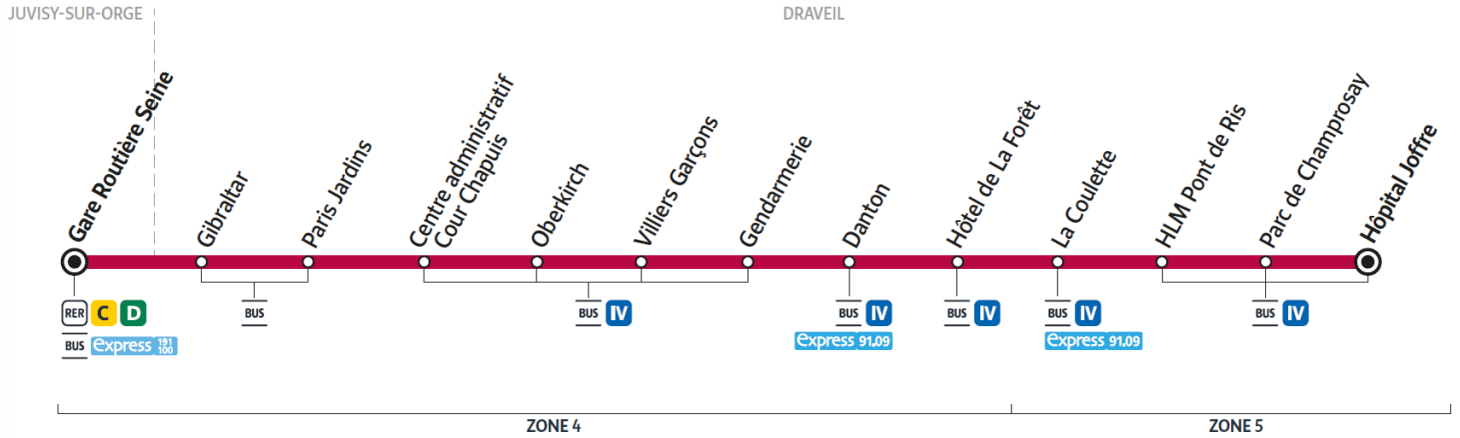 JUVISY-SUR-ORGE
DRAVEIL
Gare Routière Seine
Gibraltar
Paris Jardins
Centre administratif
Cour Chapuis
Oberkirch
Villiers Garçons
Gendarmerie
Danton
Hôtel de La Forêt
La Coulette
HLM Pont de Ris
Parc de Champrosay
Hôpital Joffre
RER C D
BUS express 191
100
BUS
BUS IV
BUS IV
express 91.09
BUS IV
BUS IV
express 91.09
BUS IV
ZONE 4
ZONE 5